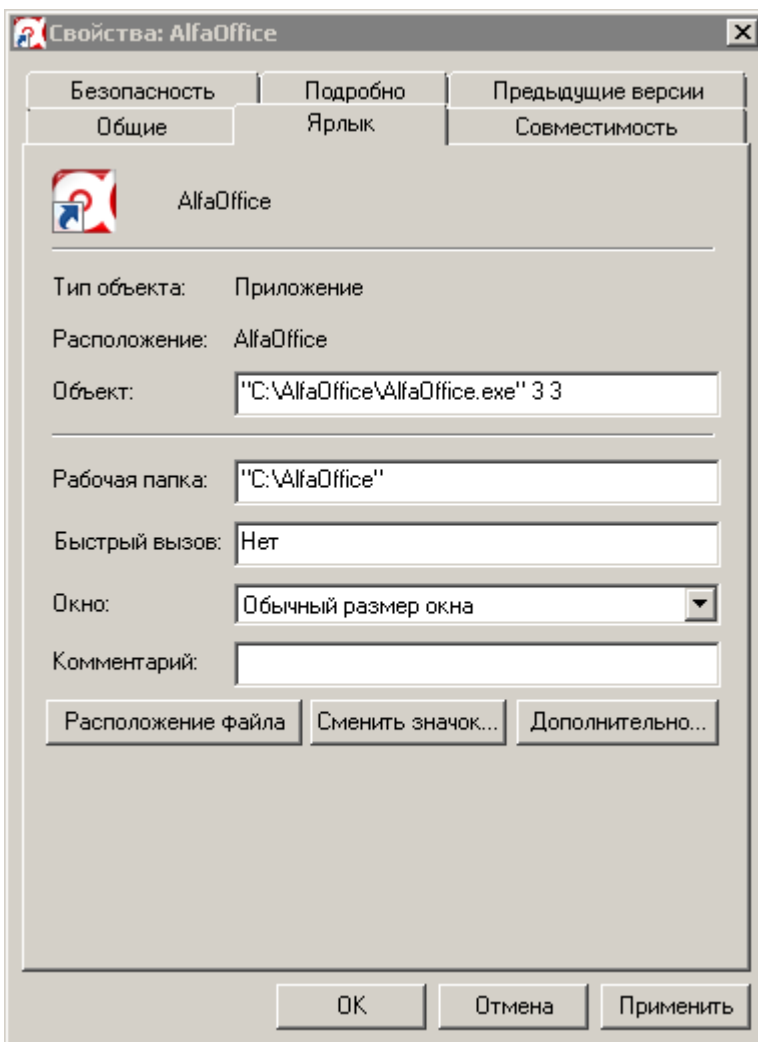 Свойства: AlfaOffice
Безопасность Подробно Предыдущие версии
Общие Ярлык Совместимость
AlfaOffice
Тип объекта: Приложение
Расположение: AlfaOffice
Объект: "C:\AlfaOffice\AlfaOffice.exe" 3 3
Рабочая папка: "C:\AlfaOffice"
Быстрый вызов: Нет
Окно: Обычный размер окна
Комментарий:
Расположение файла Сменить значок... Дополнительно...
ОК Отмена Применить